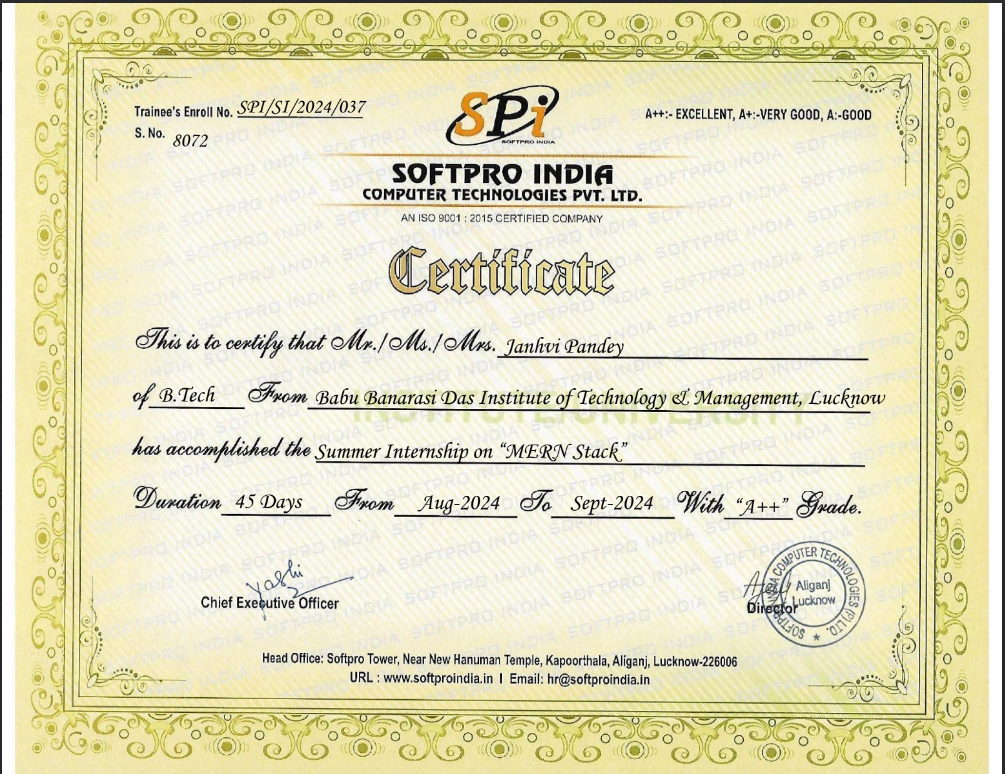 Trainee's Enroll No. SPI/SI/2024/037
S. No. 8072
SPi
SOFTPRO INDIA
A++:- EXCELLENT, A+:-VERY GOOD, A:-GOOD
SOFTPRO INDIA
COMPUTER TECHNOLOGIES PVT. LTD.
AN ISO 9001 : 2015 CERTIFIED COMPANY
Certificate
This is to certify that Mr./Ms./Mrs. Janhvi Pandey
of B.Tech From Babu Banarasi Das Institute of Technology & Management, Lucknow
INSTITUTE/UNIVERSITY
has accomplished the Summer Internship on “MERN Stack”
Duration 45 Days From Aug-2024 To Sept-2024 With “A++” Grade.
Yashi
Chief Executive Officer
Director
SOFTPRO INDIA COMPUTER TECHNOLOGIES (P) LTD.
Aliganj
Lucknow
Head Office: Softpro Tower, Near New Hanuman Temple, Kapoorthala, Aliganj, Lucknow-226006
URL : www.softproindia.in I Email: hr@softproindia.in